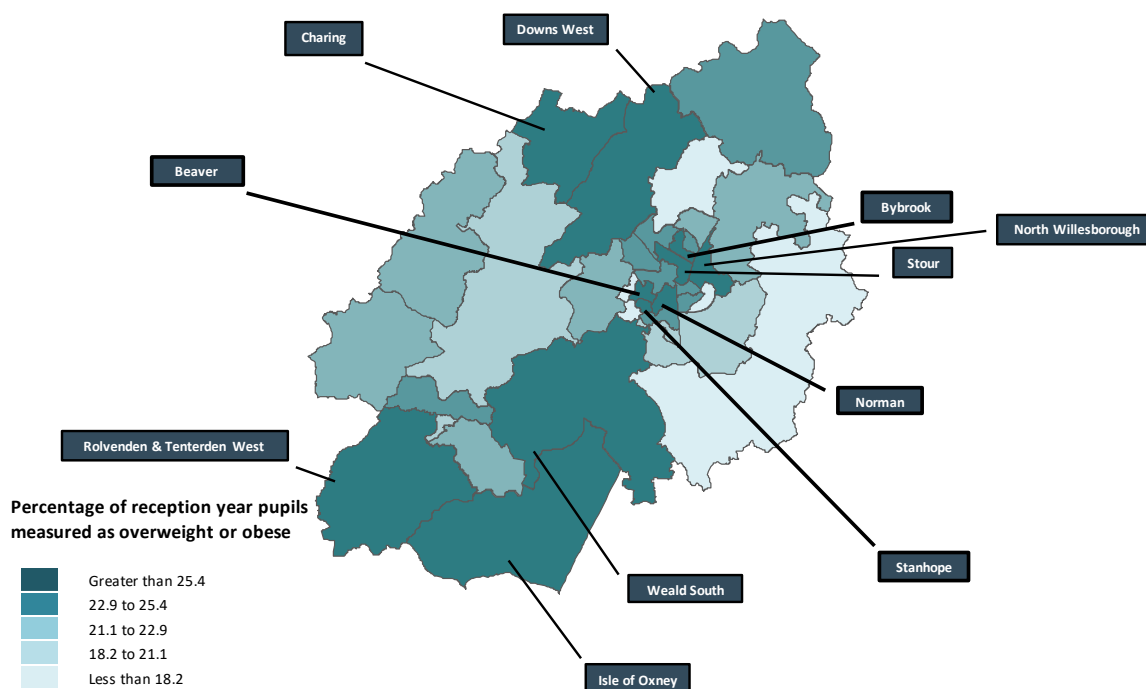 Downs West
Charing
Beaver
Bybrook
North Willesborough
Stour
Norman
Rolvenden & Tenterden West
Percentage of reception year pupils
measured as overweight or obese
Greater than 25.4
22.9 to 25.4
21.1 to 22.9
18.2 to 21.1
Less than 18.2
Stanhope
Weald South
Isle of Oxney